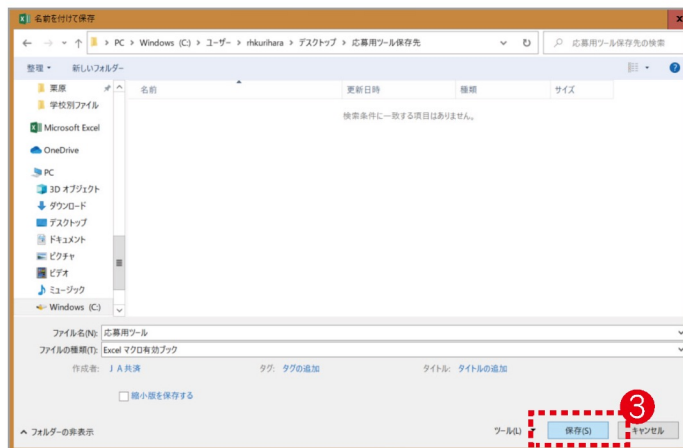 名前を付けて保存
PC > Windows (C:) > ユーザー > rhkurihara > デスクトップ > 応募用ツール保存先
応募用ツール保存先の検索
整理 新しいフォルダー
名前 更新日時 種類 サイズ
検索条件に一致する項目はありません。
栗原
学校別ファイル
Microsoft Excel
OneDrive
PC
3D オブジェクト
ダウンロード
デスクトップ
ドキュメント
ピクチャ
ビデオ
ミュージック
Windows (C:)
ファイル名(N): 応募用ツール
ファイルの種類(T): Excel マクロ有効ブック
作成者: ＪＡ共済 タグ: タグの追加 タイトル: タイトルの追加
縮小版を保存する
3
フォルダーの非表示 ツール(L) 保存(S) キャンセル